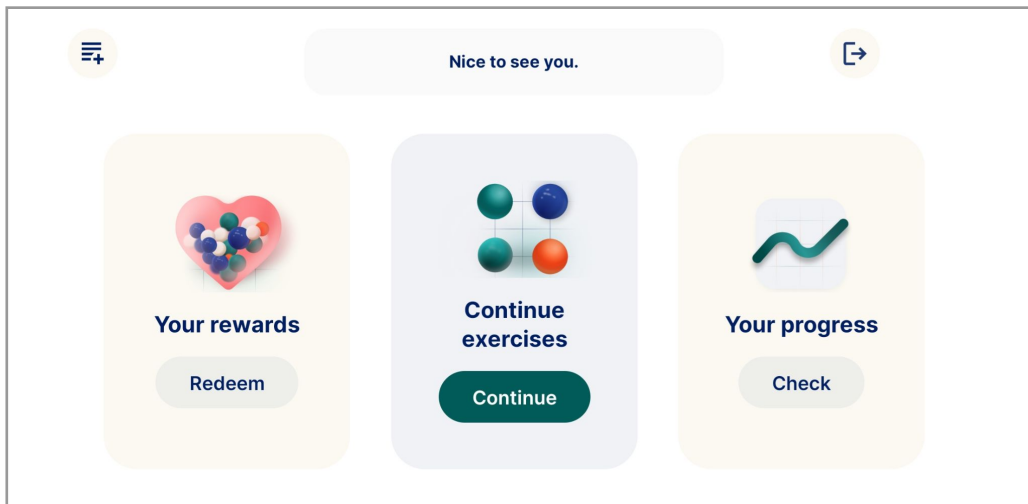 Nice to see you.
Your rewards
Redeem
Continue
exercises
Continue
Your progress
Check